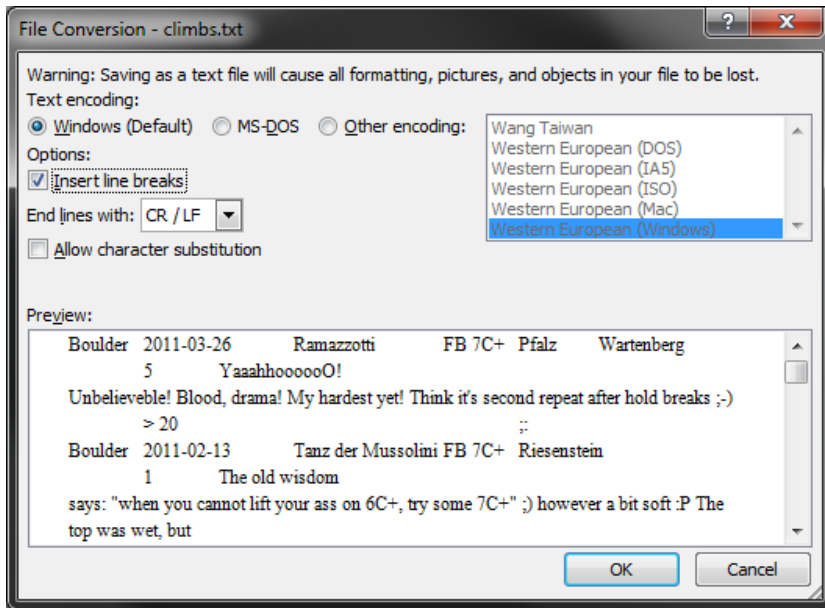 File Conversion - climbs.txt
Warning: Saving as a text file will cause all formatting, pictures, and objects in your file to be lost.
Text encoding:
Windows (Default) MS-DOS Other encoding:
Wang Taiwan
Western European (DOS)
Western European (IA5)
Western European (ISO)
Western European (Mac)
Western European (Windows)
Options:
Insert line breaks
End lines with: CR / LF
Allow character substitution
Preview:
Boulder 2011-03-26 Ramazzotti FB 7C+ Pfalz Wartenberg
5 YaaahhoooooO!
Unbelieveble! Blood, drama! My hardest yet! Think it's second repeat after hold breaks ;-)
> 20 ;:
Boulder 2011-02-13 Tanz der Mussolini FB 7C+ Riesenstein
1 The old wisdom
says: "when you cannot lift your ass on 6C+, try some 7C+" ;) however a bit soft :P The
top was wet, but
OK Cancel